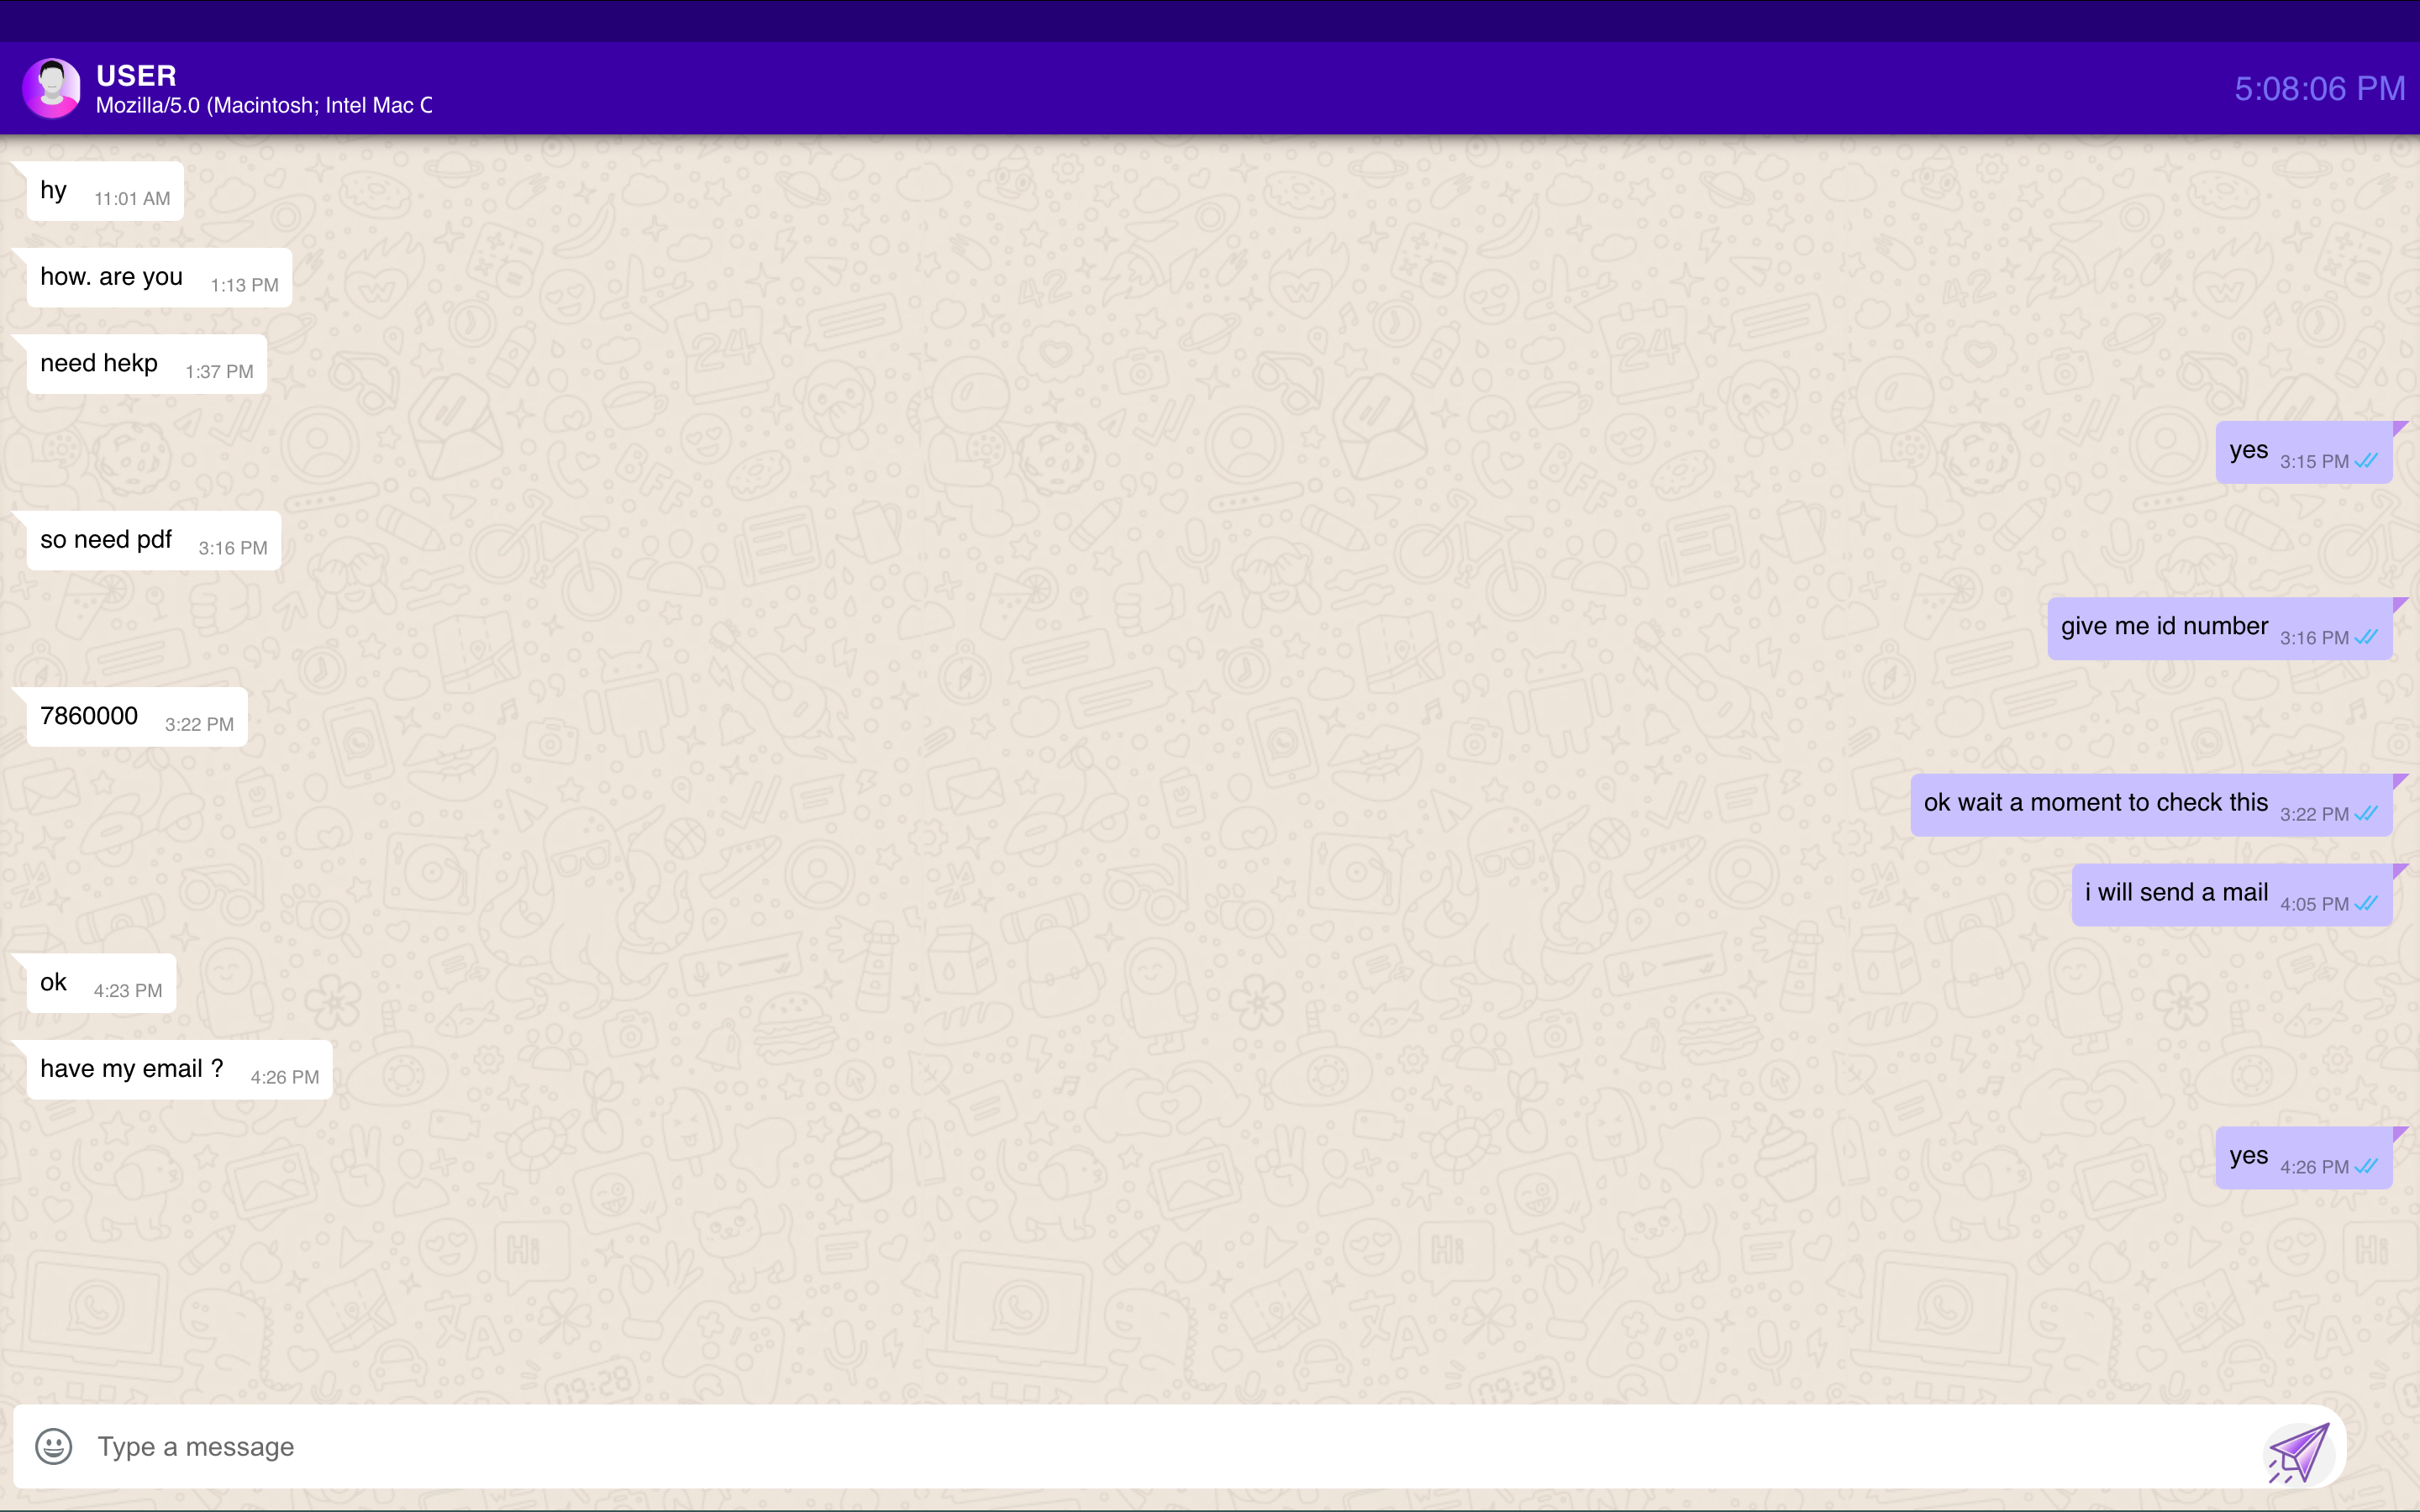 USER
Mozilla/5.0 (Macintosh; Intel Mac C
5:08:06 PM
hy 11:01 AM
how. are you 1:13 PM
need hekp 1:37 PM
yes 3:15 PM
so need pdf 3:16 PM
give me id number 3:16 PM
7860000 3:22 PM
ok wait a moment to check this 3:22 PM
i will send a mail 4:05 PM
ok 4:23 PM
have my email ? 4:26 PM
yes 4:26 PM
Type a message